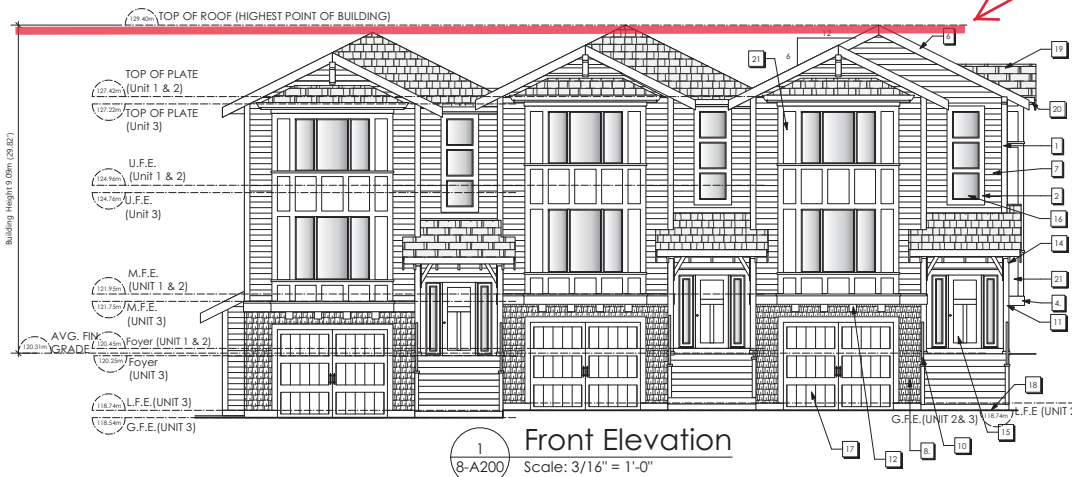 129.40m TOP OF ROOF (HIGHEST POINT OF BUILDING)
12
6
6
21
19
TOP OF PLATE
127.42m (Unit 1 & 2)
127.22m TOP OF PLATE
(Unit 3)
20
1
U.F.E.
(Unit 1 & 2)
124.96m
7
124.76m U.F.E.
(Unit 3)
2
16
Building Height 9.09m (29.82')
14
M.F.E.
121.95m (UNIT 1 & 2)
21
121.75m M.F.E.
(UNIT 3)
4.
11
AVG. FIN.
120.31m GRADE
120.45m Foyer (UNIT 1 & 2)
120.25m Foyer
(UNIT 3)
18
118.74m L.F.E.(UNIT 3)
118.54m G.F.E.(UNIT 3)
G.F.E.(UNIT 2& 3)
118.74m L.F.E (UNIT 2
17
12
8.
10
15
1
8-A200
Front Elevation
Scale: 3/16" = 1'-0"